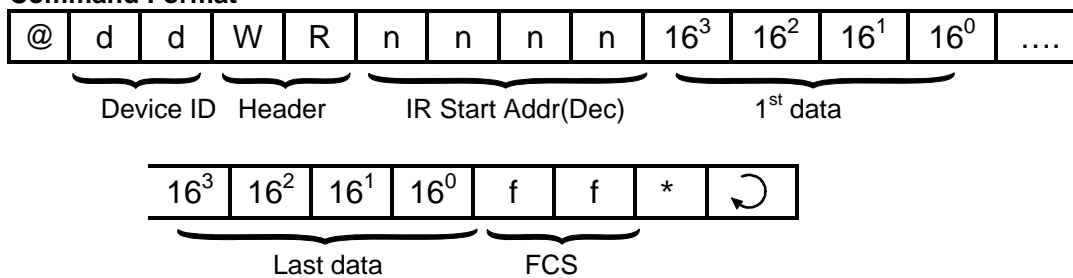 Command Format
@ d d W R n n n n 16³ 16² 16¹ 16⁰ ....
Device ID Header IR Start Addr(Dec) 1ˢᵗ data
16³ 16² 16¹ 16⁰ f f *
Last data FCS